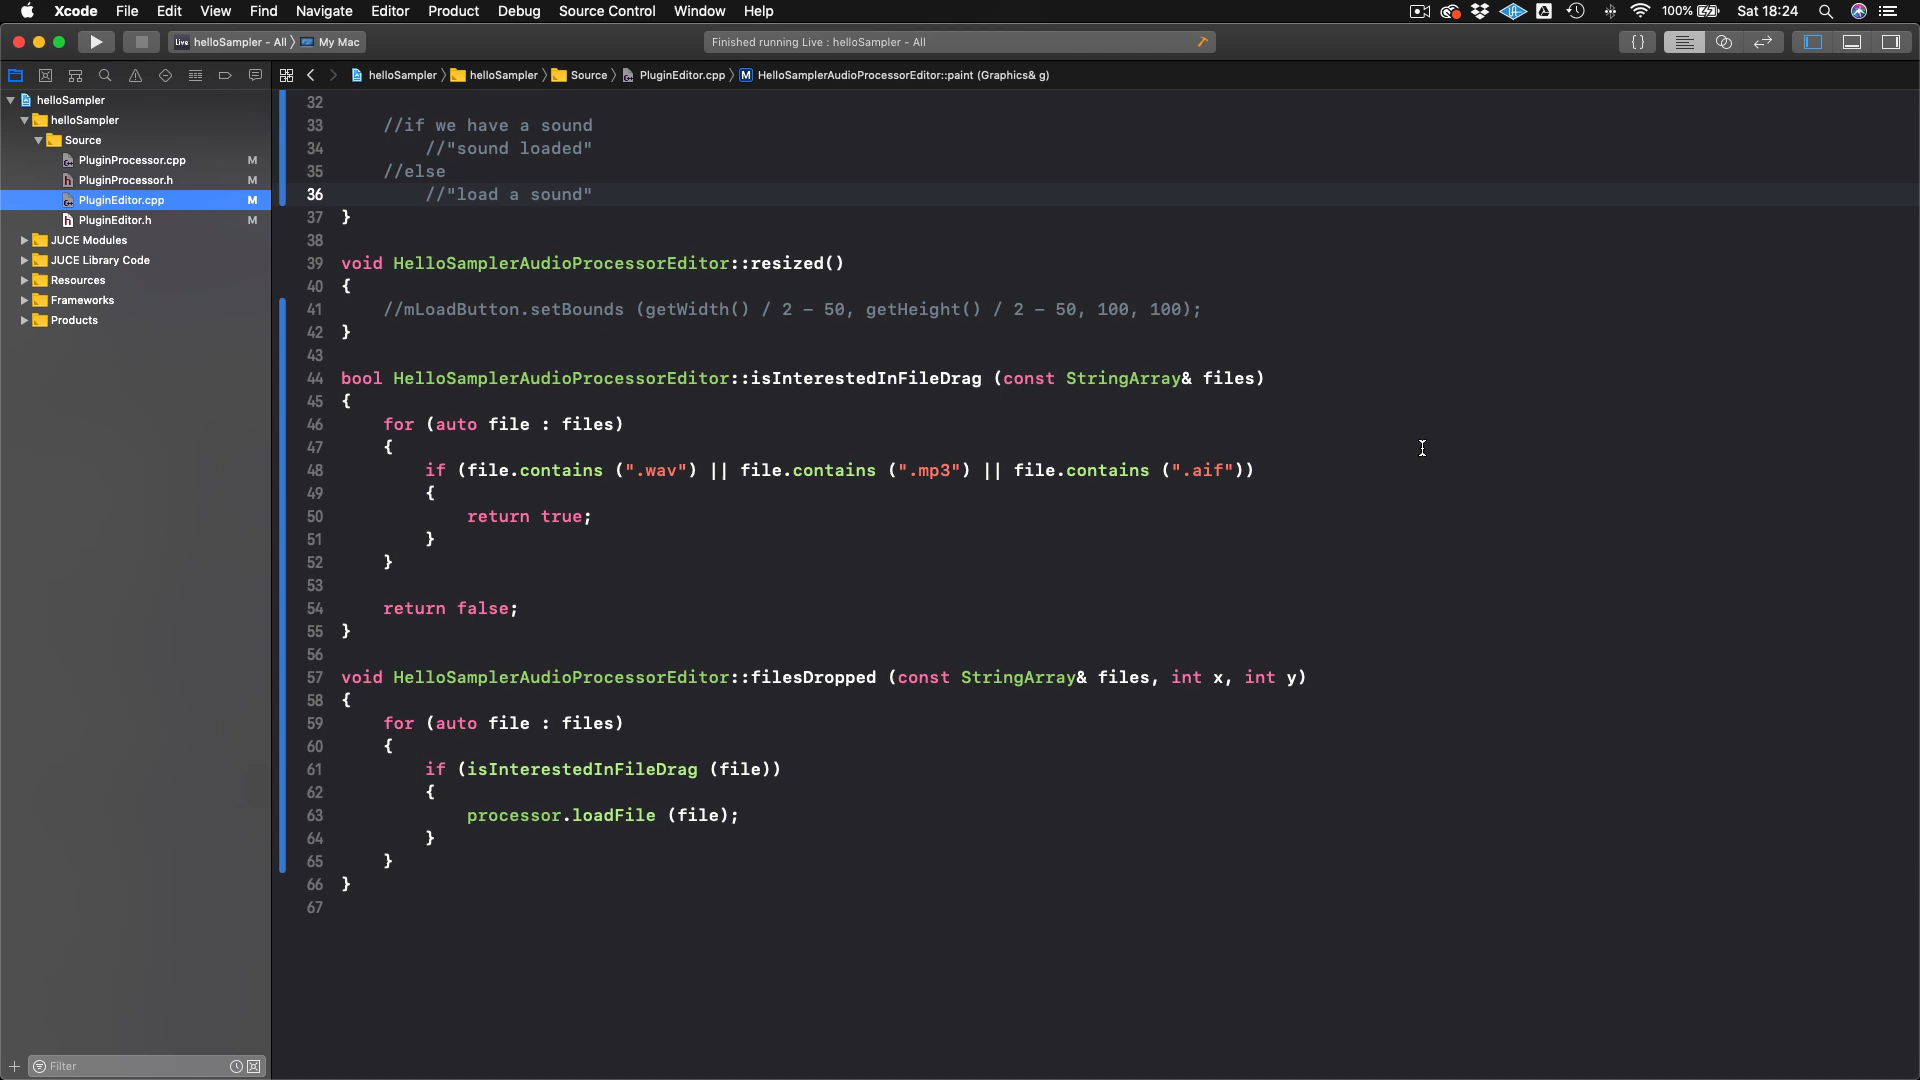 Xcode File Edit View Find Navigate Editor Product Debug Source Control Window Help 100% Sat 18:24
Live helloSampler - All 〉 My Mac
Finished running Live : helloSampler - All
helloSampler 〉 helloSampler 〉 Source 〉 PluginEditor.cpp 〉 M HelloSamplerAudioProcessorEditor::paint (Graphics& g)
helloSampler
helloSampler
Source
PluginProcessor.cpp M
PluginProcessor.h M
PluginEditor.cpp M
PluginEditor.h M
JUCE Modules
JUCE Library Code
Resources
Frameworks
Products
Filter
32
33 //if we have a sound
34 //"sound loaded"
35 //else
36 //"load a sound"
37 }
38
39 void HelloSamplerAudioProcessorEditor::resized()
40 {
41 //mLoadButton.setBounds (getWidth() / 2 - 50, getHeight() / 2 - 50, 100, 100);
42 }
43
44 bool HelloSamplerAudioProcessorEditor::isInterestedInFileDrag (const StringArray& files)
45 {
46 for (auto file : files)
47 {
48 if (file.contains (".wav") || file.contains (".mp3") || file.contains (".aif"))
49 {
50 return true;
51 }
52 }
53
54 return false;
55 }
56
57 void HelloSamplerAudioProcessorEditor::filesDropped (const StringArray& files, int x, int y)
58 {
59 for (auto file : files)
60 {
61 if (isInterestedInFileDrag (file))
62 {
63 processor.loadFile (file);
64 }
65 }
66 }
67